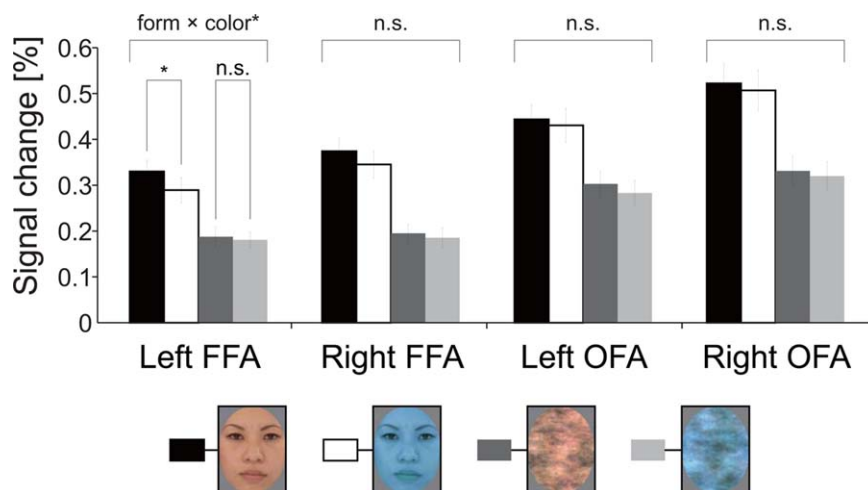 form × color*
n.s.
n.s.
n.s.
*
n.s.
Signal change [%]
0.6
0.5
0.4
0.3
0.2
0.1
0
Left FFA
Right FFA
Left OFA
Right OFA